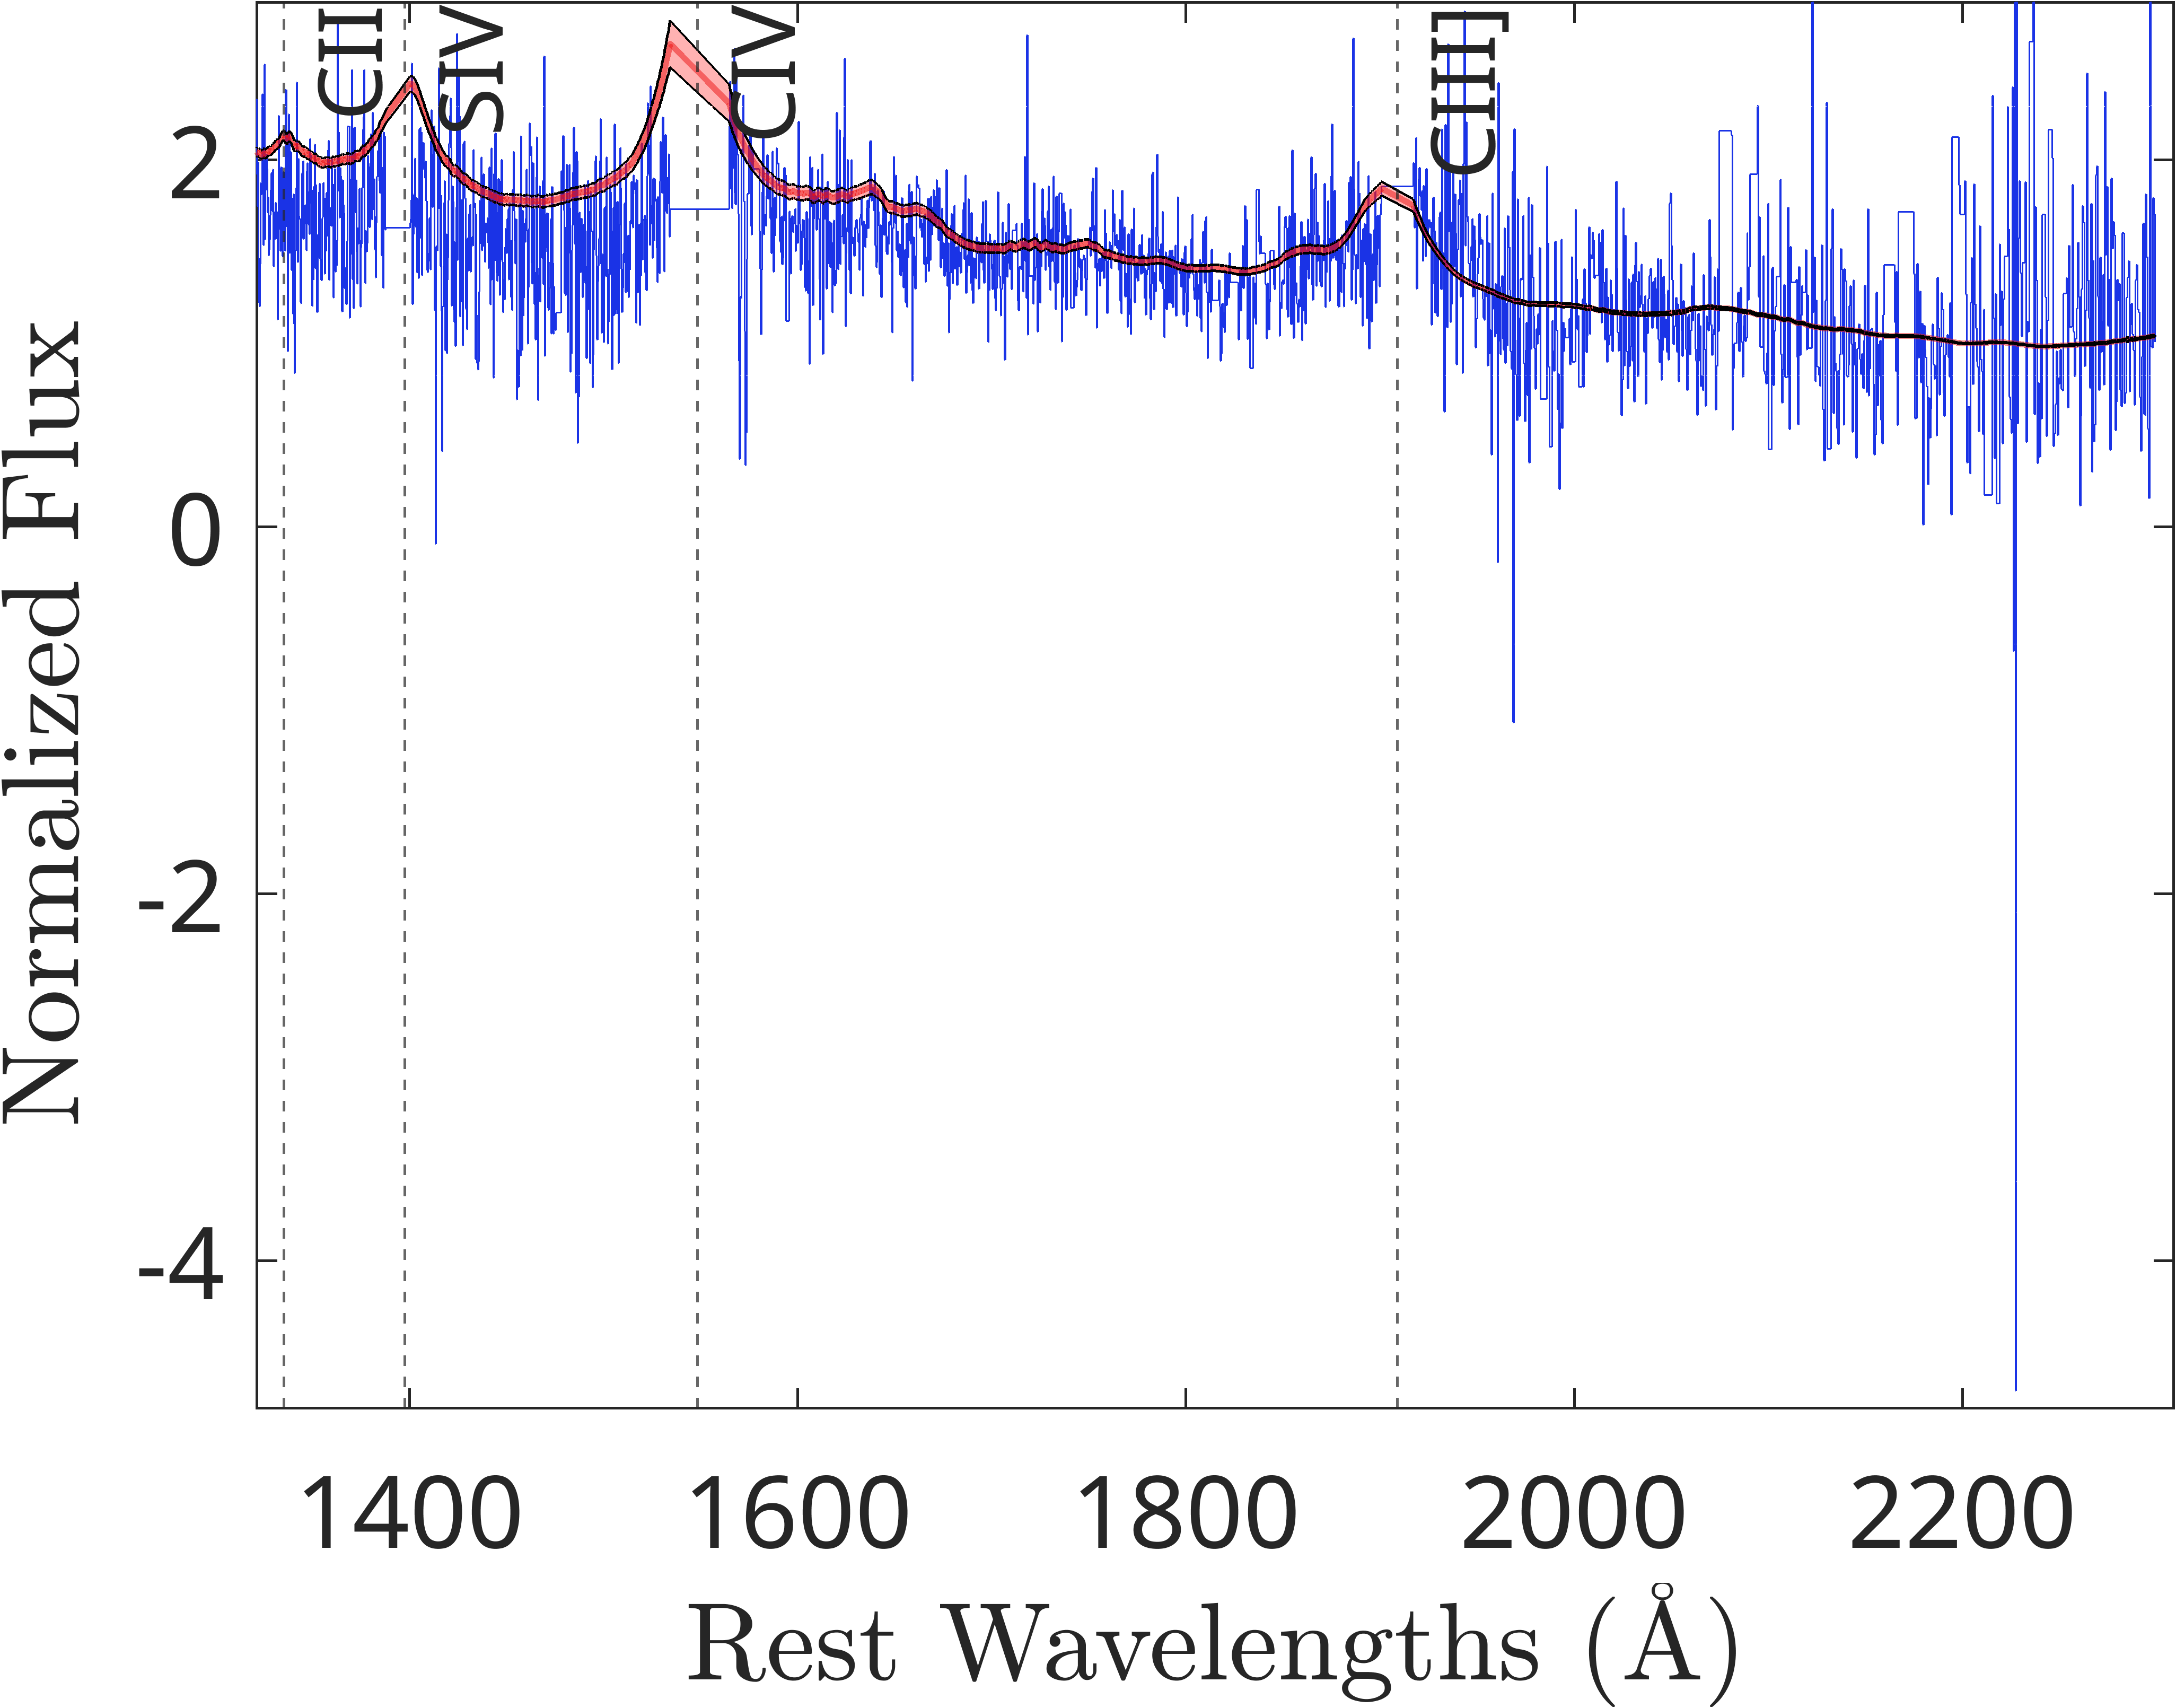 CII
SIV
CIV
CIII]
2
0
-2
-4
Normalized Flux
1400 1600 1800 2000 2200
Rest Wavelengths (Å)